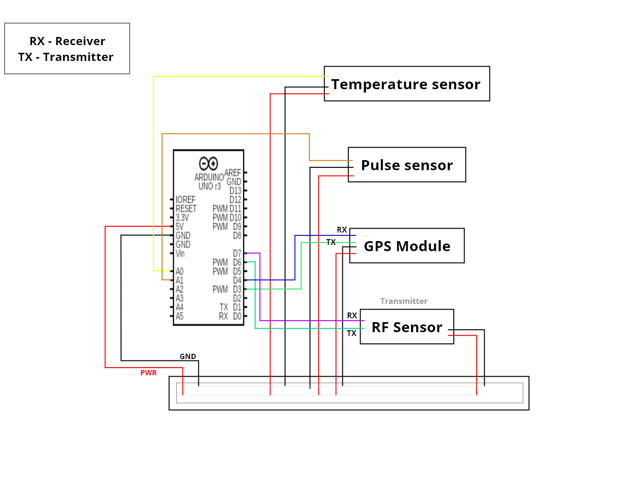 RX - Receiver
TX - Transmitter
Temperature sensor
Pulse sensor
ARDUINO
UNO r3
AREF
GND
D13
IOREF
D12
RESET
PWM D11
3.3V
PWM D10
5V
PWM D9
GND
D8
GND
Vin
D7
PWM D6
A0
PWM D5
A1
D4
A2
PWM D3
A3
D2
A4
TX D1
A5
RX D0
RX
TX
GPS Module
Transmitter
RX
TX
RF Sensor
GND
PWR